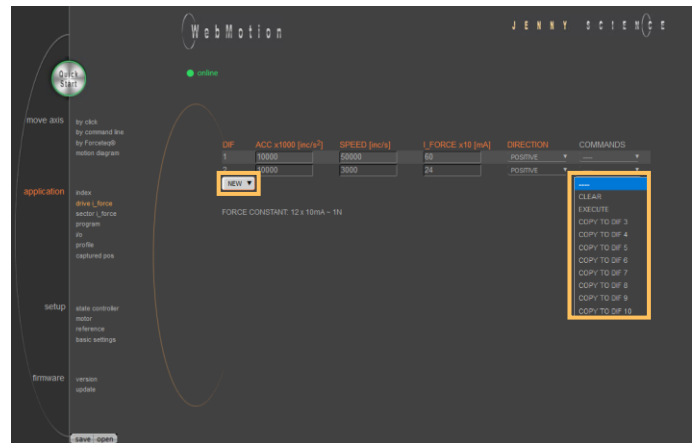 WebMotion
JENNY SCIENCE
Quick
Start
online
move axis
by click
by command line
by Forceteq®
motion diagram
application
index
drive i_force
sector i_force
program
i/o
profile
captured pos
setup
state controller
motor
reference
basic settings
firmware
version
update
save open
DIF ACC x1000 [inc/s²] SPEED [inc/s] I_FORCE x10 [mA] DIRECTION COMMANDS
1 10000 50000 60 POSITIVE ----
2 10000 3000 24 POSITIVE ----
NEW
FORCE CONSTANT: 12 x 10mA ~ 1N
----
CLEAR
EXECUTE
COPY TO DIF 3
COPY TO DIF 4
COPY TO DIF 5
COPY TO DIF 6
COPY TO DIF 7
COPY TO DIF 8
COPY TO DIF 9
COPY TO DIF 10